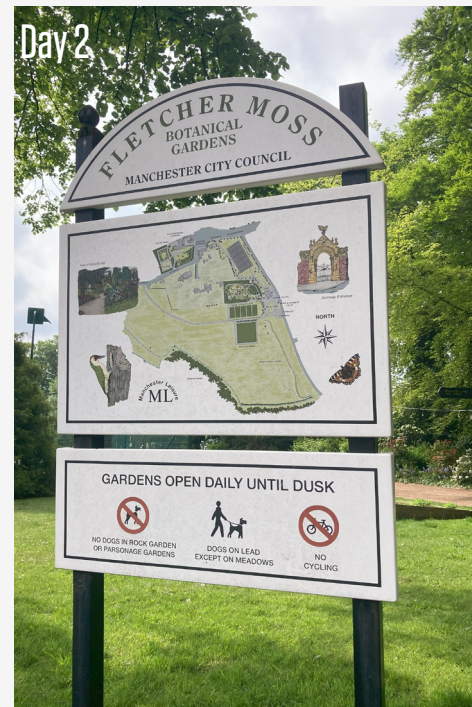 Day 2
FLETCHER MOSS
BOTANICAL
GARDENS
MANCHESTER CITY COUNCIL
NORTH
Manchester Leisure
ML
GARDENS OPEN DAILY UNTIL DUSK
NO DOGS IN ROCK GARDEN
OR PARSONAGE GARDENS
DOGS ON LEAD
EXCEPT ON MEADOWS
NO
CYCLING